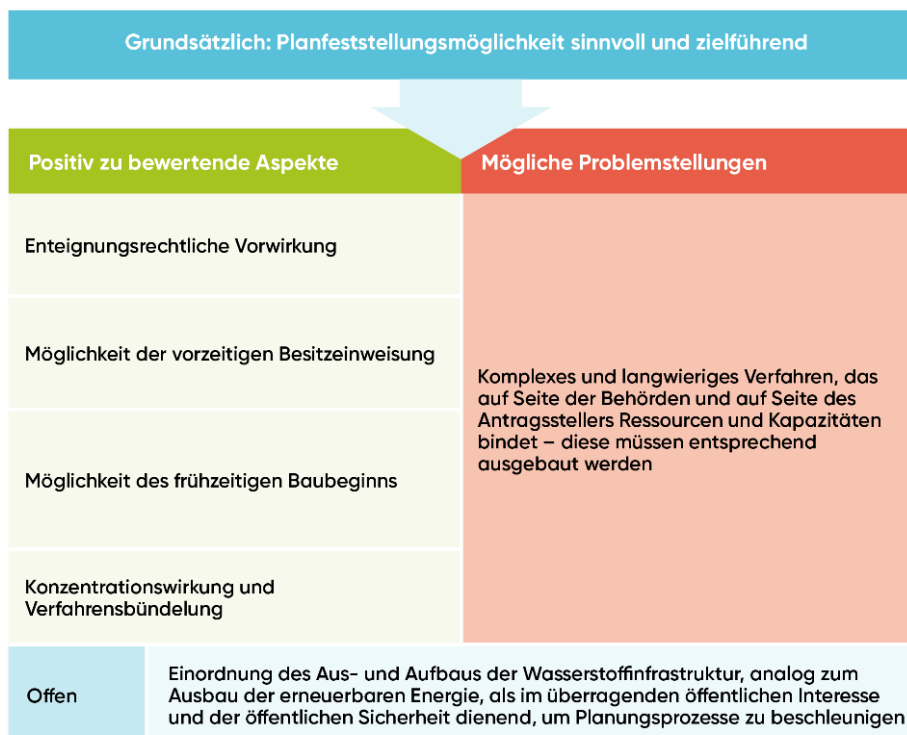 Grundsätzlich: Planfeststellungsmöglichkeit sinnvoll und zielführend
Positiv zu bewertende Aspekte
Mögliche Problemstellungen
Enteignungsrechtliche Vorwirkung
Möglichkeit der vorzeitigen Besitzeinweisung
Möglichkeit des frühzeitigen Baubeginns
Konzentrationswirkung und
Verfahrensbündelung
Komplexes und langwieriges Verfahren, das
auf Seite der Behörden und auf Seite des
Antragsstellers Ressourcen und Kapazitäten
bindet – diese müssen entsprechend
ausgebaut werden
Offen
Einordnung des Aus- und Aufbaus der Wasserstoffinfrastruktur, analog zum
Ausbau der erneuerbaren Energie, als im überragenden öffentlichen Interesse
und der öffentlichen Sicherheit dienend, um Planungsprozesse zu beschleunigen